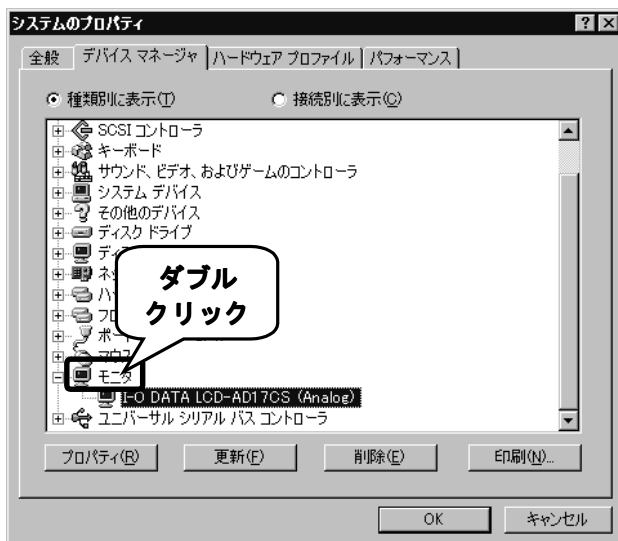 システムのプロパティ
全般 デバイス マネージャ ハードウェア プロファイル パフォーマンス
種類別に表示(T) 接続別に表示(C)
SCSI コントローラ
キーボード
サウンド、ビデオ、およびゲームのコントローラ
システム デバイス
その他のデバイス
ディスク ドライブ
ディ
ダブル
クリック
モニタ
I-O DATA LCD-AD17CS (Analog)
ユニバーサル シリアル バス コントローラ
プロパティ(R) 更新(F) 削除(E) 印刷(N)...
OK キャンセル